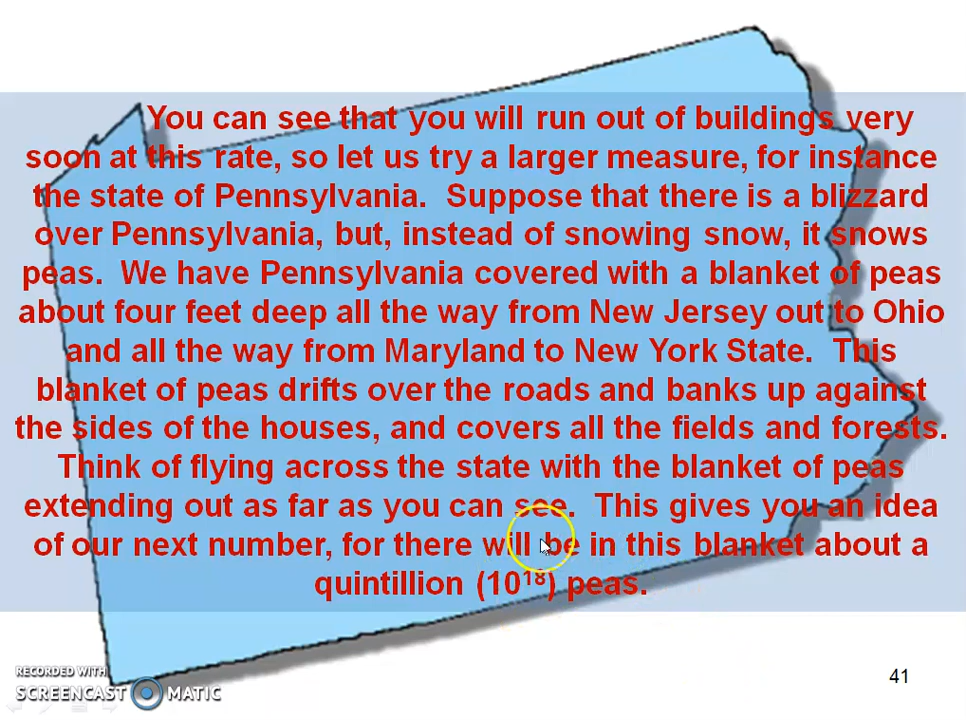 You can see that you will run out of buildings very
soon at this rate, so let us try a larger measure, for instance
the state of Pennsylvania.  Suppose that there is a blizzard
over Pennsylvania, but, instead of snowing snow, it snows
peas.  We have Pennsylvania covered with a blanket of peas
about four feet deep all the way from New Jersey out to Ohio
and all the way from Maryland to New York State.  This
blanket of peas drifts over the roads and banks up against
the sides of the houses, and covers all the fields and forests.
Think of flying across the state with the blanket of peas
extending out as far as you can see.  This gives you an idea
of our next number, for there will be in this blanket about a
quintillion (10¹⁸) peas.
RECORDED WITH
SCREENCAST MATIC
41